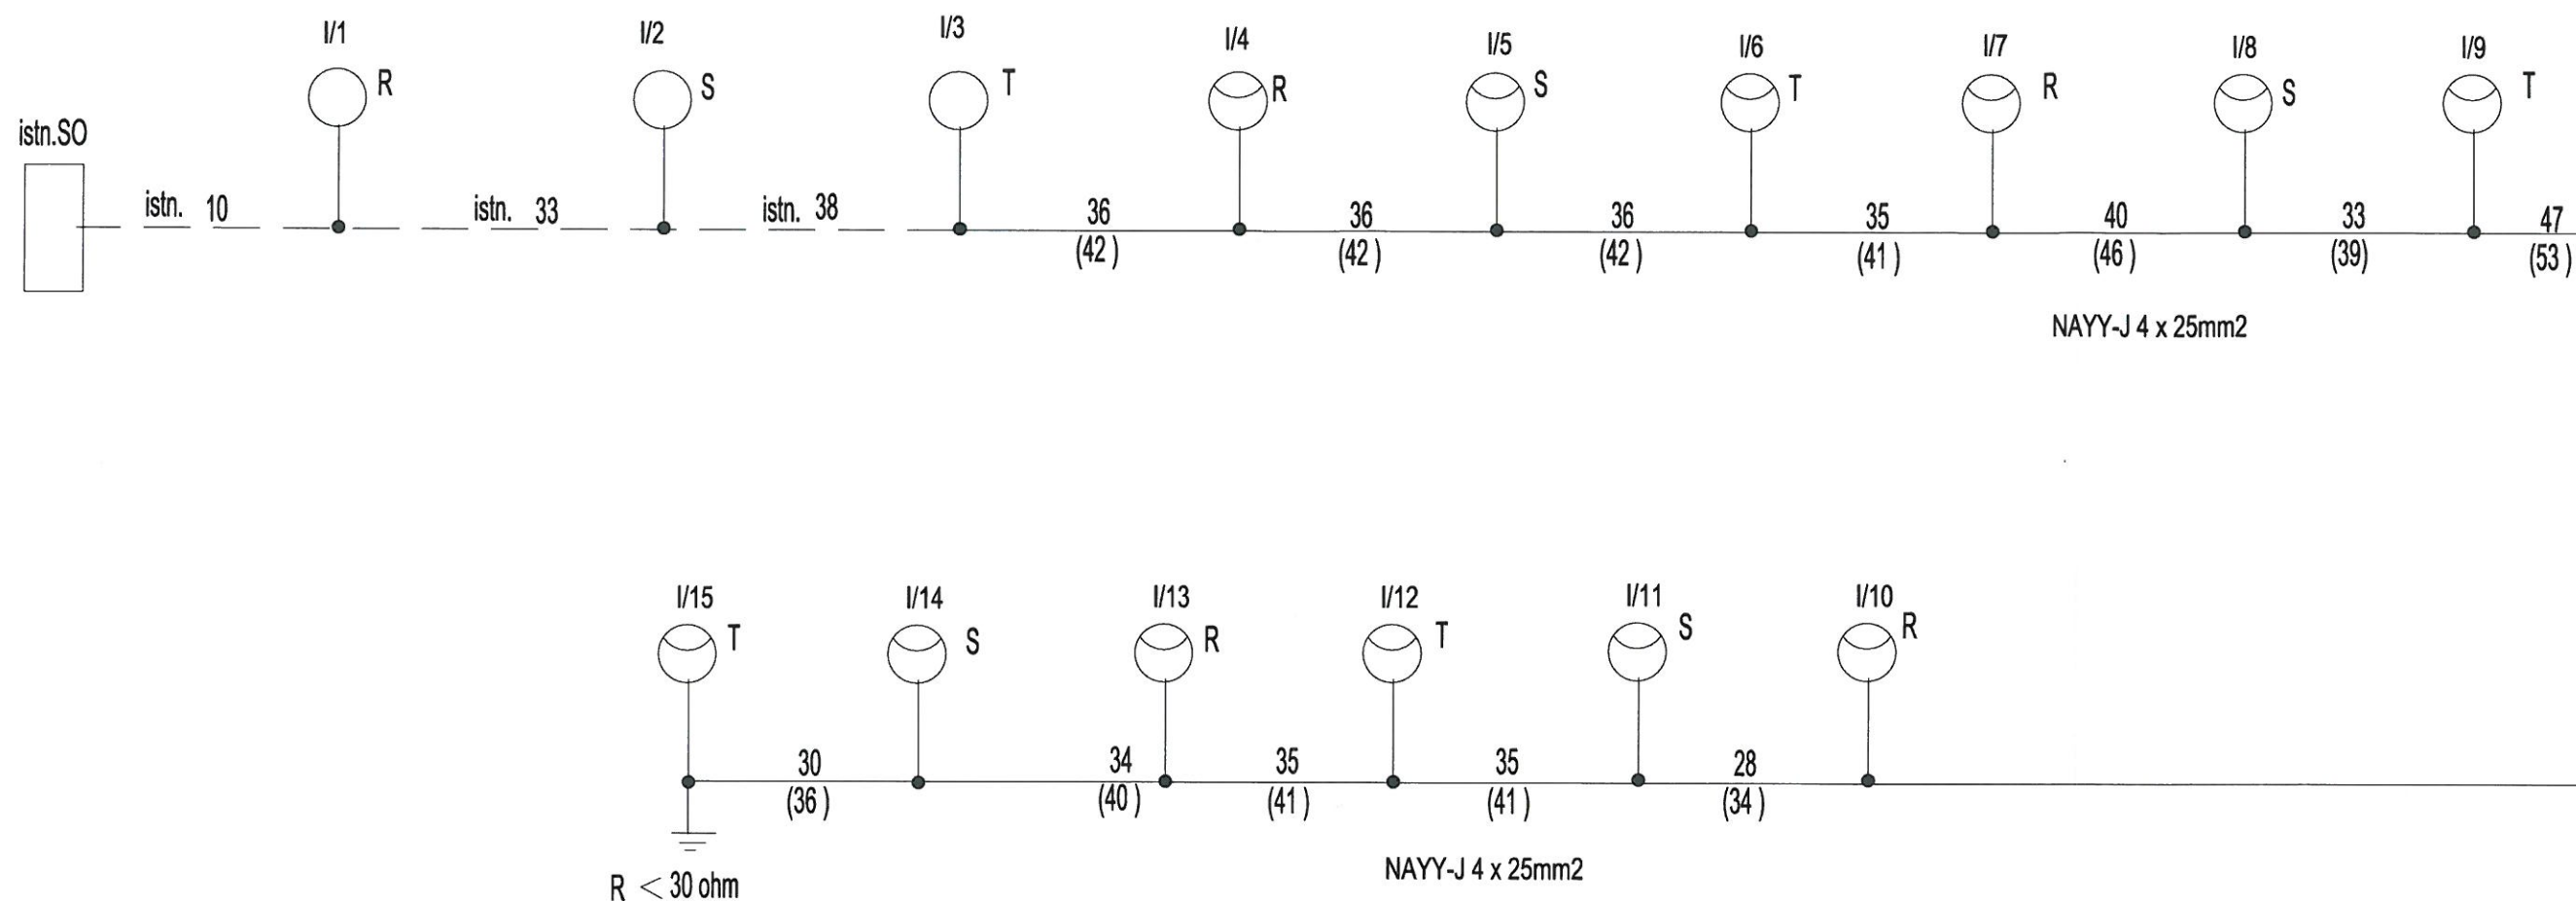 I/1
I/2
I/3
I/4
I/5
I/6
I/7
I/8
I/9
R
S
T
R
S
T
R
S
T
istn.SO
istn. 10
istn. 33
istn. 38
36
36
36
35
40
33
47
(42 )
(42 )
(42 )
(41 )
(46 )
(39)
(53 )
NAYY-J 4 x 25mm2
I/15
I/14
I/13
I/12
I/11
I/10
T
S
R
T
S
R
30
34
35
35
28
(36 )
(40 )
(41 )
(41 )
(34 )
NAYY-J 4 x 25mm2
R < 30 ohm